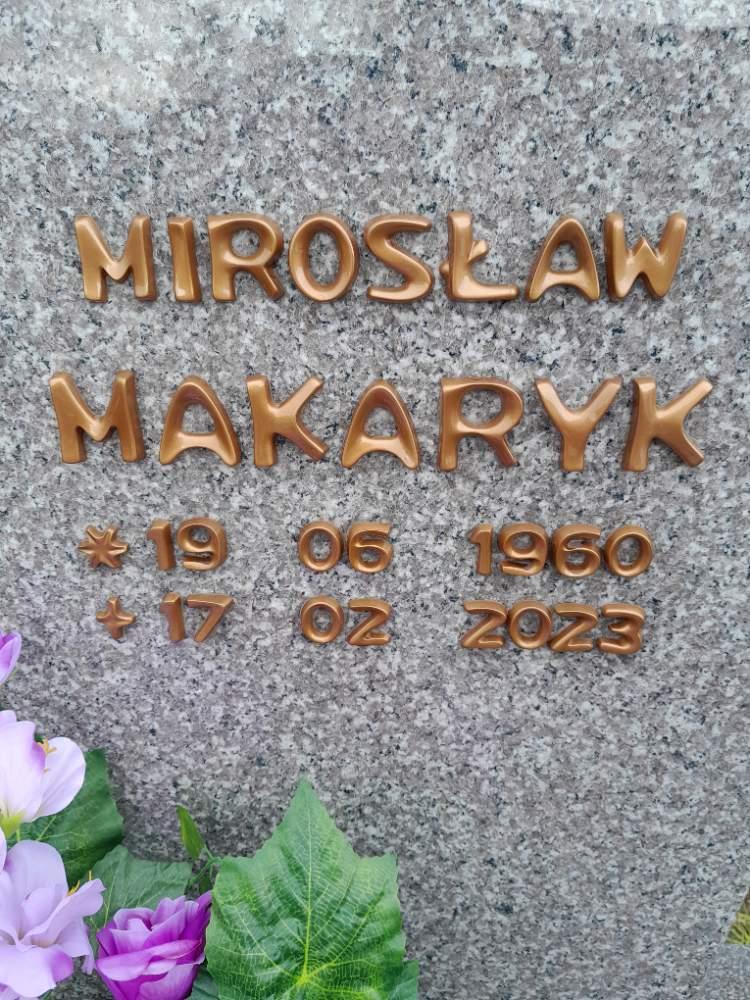 MIROSŁAW
MAKARYK
* 19 06 1960
+ 17 02 2023